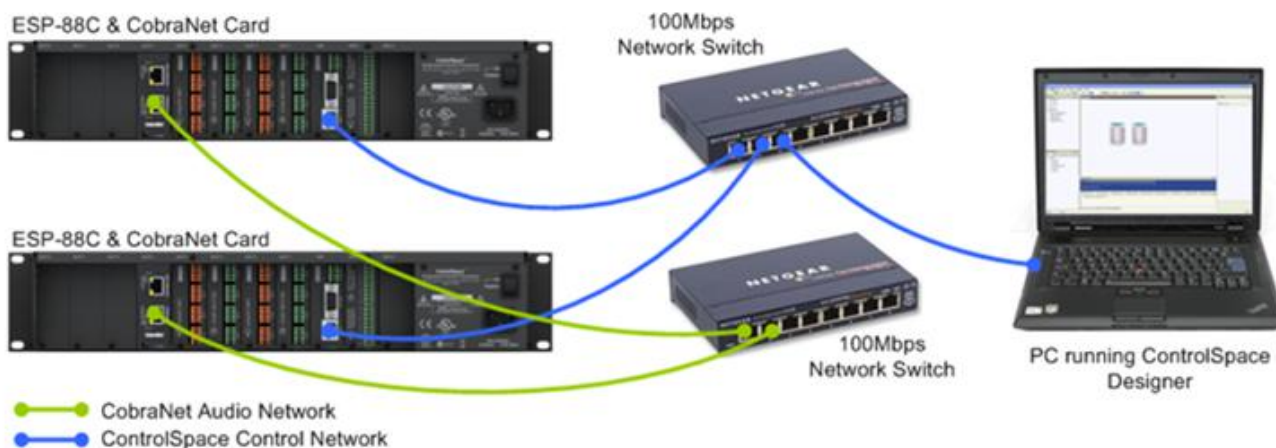 ESP-88C & CobraNet Card
100Mbps
Network Switch
NETGEAR
ESP-88C & CobraNet Card
NETGEAR
100Mbps
Network Switch
PC running ControlSpace
Designer
CobraNet Audio Network
ControlSpace Control Network